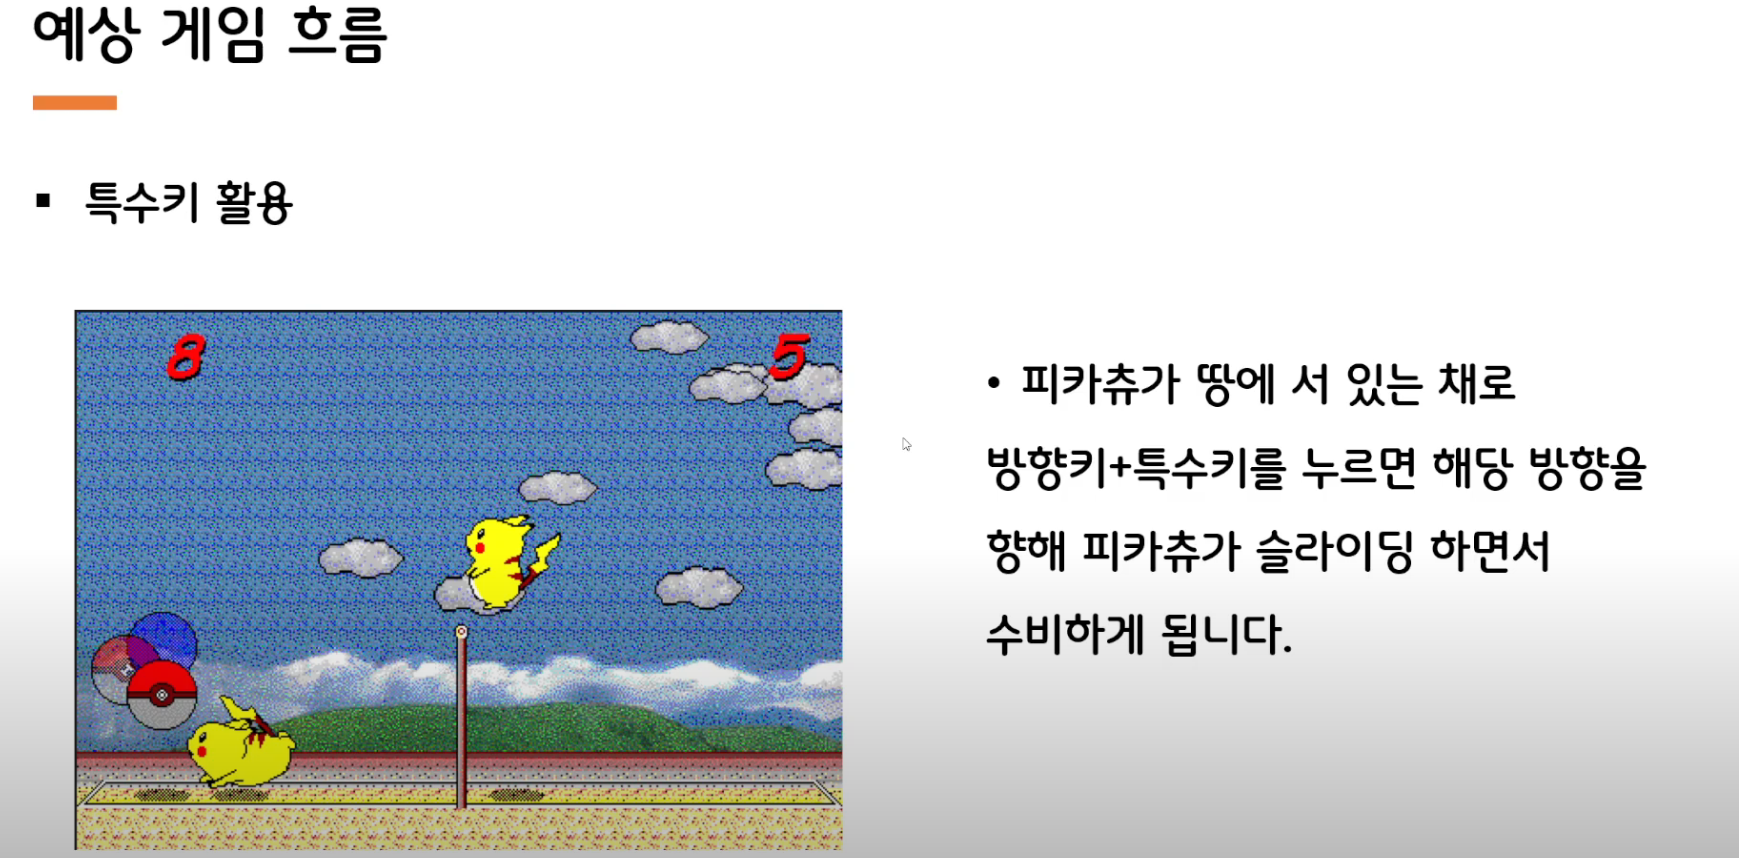 예상 게임 흐름
▪ 특수키 활용
8
5
• 피카츄가 땅에 서 있는 채로
방향키+특수키를 누르면 해당 방향을
향해 피카츄가 슬라이딩 하면서
수비하게 됩니다.